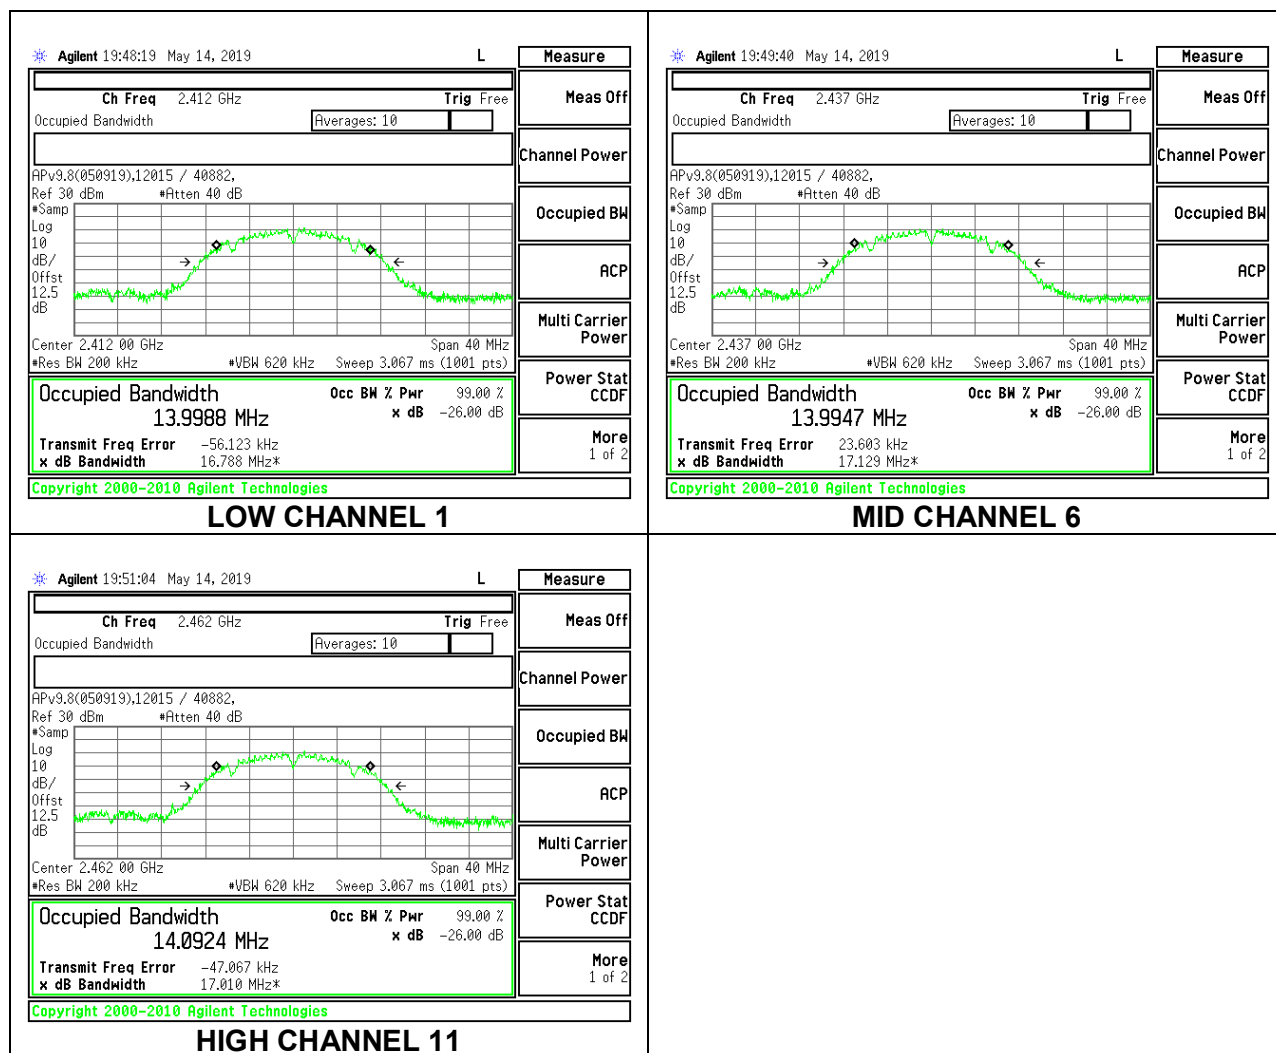 Agilent 19:48:19 May 14, 2019 L Measure
Ch Freq 2.412 GHz Trig Free
Meas Off
Occupied Bandwidth Averages: 10
Channel Power
APv9.8(050919),12015 / 40882,
Ref 30 dBm #Atten 40 dB
#Samp
Log
10
dB/
Offst
12.5
dB
Occupied BW
ACP
Multi Carrier
Power
Center 2.412 00 GHz Span 40 MHz
#Res BW 200 kHz #VBW 620 kHz Sweep 3.067 ms (1001 pts)
Power Stat
CCDF
Occupied Bandwidth Occ BW % Pwr 99.00 %
13.9988 MHz x dB -26.00 dB
More
1 of 2
Transmit Freq Error -56.123 kHz
x dB Bandwidth 16.788 MHz*
Copyright 2000-2010 Agilent Technologies
LOW CHANNEL 1
Agilent 19:49:40 May 14, 2019 L Measure
Ch Freq 2.437 GHz Trig Free
Meas Off
Occupied Bandwidth Averages: 10
Channel Power
APv9.8(050919),12015 / 40882,
Ref 30 dBm #Atten 40 dB
#Samp
Log
10
dB/
Offst
12.5
dB
Occupied BW
ACP
Multi Carrier
Power
Center 2.437 00 GHz Span 40 MHz
#Res BW 200 kHz #VBW 620 kHz Sweep 3.067 ms (1001 pts)
Power Stat
CCDF
Occupied Bandwidth Occ BW % Pwr 99.00 %
13.9947 MHz x dB -26.00 dB
More
1 of 2
Transmit Freq Error 23.603 kHz
x dB Bandwidth 17.129 MHz*
Copyright 2000-2010 Agilent Technologies
MID CHANNEL 6
Agilent 19:51:04 May 14, 2019 L Measure
Ch Freq 2.462 GHz Trig Free
Meas Off
Occupied Bandwidth Averages: 10
Channel Power
APv9.8(050919),12015 / 40882,
Ref 30 dBm #Atten 40 dB
#Samp
Log
10
dB/
Offst
12.5
dB
Occupied BW
ACP
Multi Carrier
Power
Center 2.462 00 GHz Span 40 MHz
#Res BW 200 kHz #VBW 620 kHz Sweep 3.067 ms (1001 pts)
Power Stat
CCDF
Occupied Bandwidth Occ BW % Pwr 99.00 %
14.0924 MHz x dB -26.00 dB
More
1 of 2
Transmit Freq Error -47.067 kHz
x dB Bandwidth 17.010 MHz*
Copyright 2000-2010 Agilent Technologies
HIGH CHANNEL 11